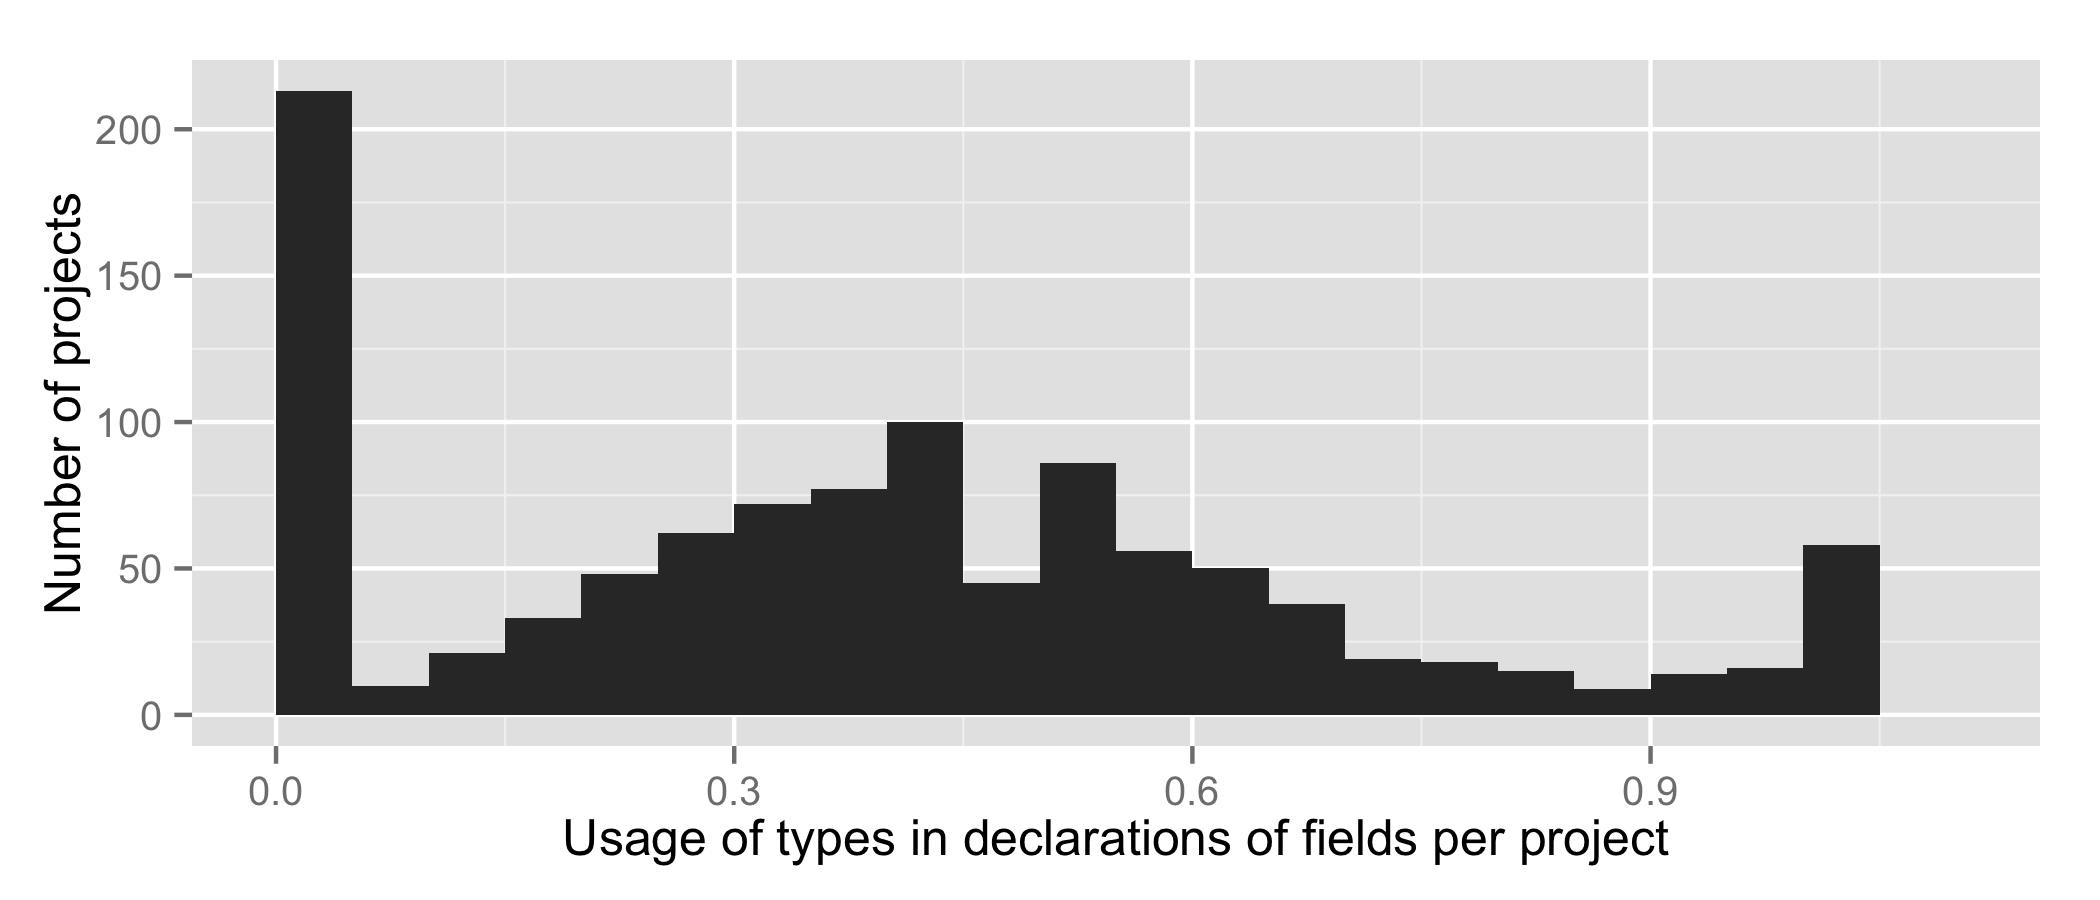 Number of projects
200
150
100
50
0
0.0 0.3 0.6 0.9
Usage of types in declarations of fields per project